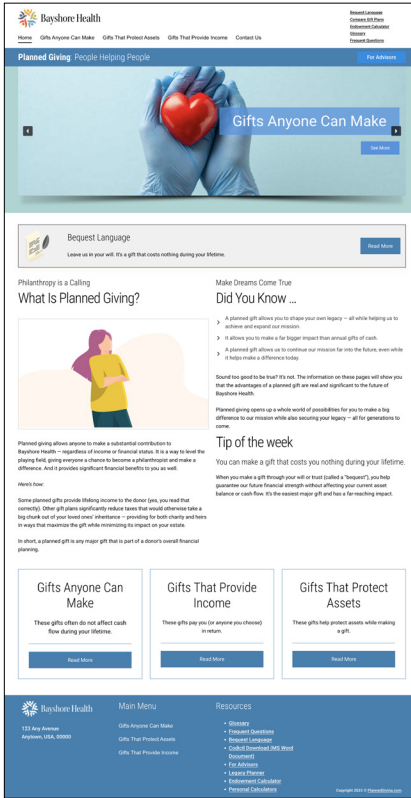 Bayshore Health
Bequest Language
Compare Gift Plans
Endowment Calculator
Glossary
Frequent Questions
Home
Gifts Anyone Can Make
Gifts That Protect Assets
Gifts That Provide Income
Contact Us
Planned Giving: People Helping People
For Advisors
Gifts Anyone Can Make
See More
Bequest Language
Leave us in your will. It's a gift that costs nothing during your lifetime.
Read More
Philanthropy is a Calling
What Is Planned Giving?
Planned giving allows anyone to make a substantial contribution to
Bayshore Health — regardless of income or financial status. It is a way to level the
playing field, giving everyone a chance to become a philanthropist and make a
difference. And it provides significant financial benefits to you as well.
Here's how:
Some planned gifts provide lifelong income to the donor (yes, you read that
correctly). Other gift plans significantly reduce taxes that would otherwise take a
big chunk out of your loved ones' inheritance — providing for both charity and heirs
in ways that maximize the gift while minimizing its impact on your estate.
In short, a planned gift is any major gift that is part of a donor's overall financial
planning.
Make Dreams Come True
Did You Know ...
A planned gift allows you to shape your own legacy — all while helping us to
achieve and expand our mission.
It allows you to make a far bigger impact than annual gifts of cash.
A planned gift allows us to continue our mission far into the future, even while
it helps make a difference today.
Sound too good to be true? It's not. The information on these pages will show you
that the advantages of a planned gift are real and significant to the future of
Bayshore Health.
Planned giving opens up a whole world of possibilities for you to make a big
difference to our mission while also securing your legacy — all for generations to
come.
Tip of the week
You can make a gift that costs you nothing during your lifetime.
When you make a gift through your will or trust (called a "bequest"), you help
guarantee our future financial strength without affecting your current asset
balance or cash flow. It's the easiest major gift and has a far-reaching impact.
Gifts Anyone Can
Make
These gifts often do not affect cash
flow during your lifetime.
Read More
Gifts That Provide
Income
These gifts pay you (or anyone you choose)
in return.
Read More
Gifts That Protect
Assets
These gifts help protect assets while making
a gift.
Read More
Bayshore Health
123 Any Avenue
Anytown, USA, 00000
Main Menu
Gifts Anyone Can Make
Gifts That Protect Assets
Gifts That Provide Income
Resources
Glossary
Frequent Questions
Bequest Language
Codicil Download (MS Word
Document)
For Advisors
Legacy Planner
Endowment Calculator
Personal Calculators
Copyright 2023 © PlannedGiving.com